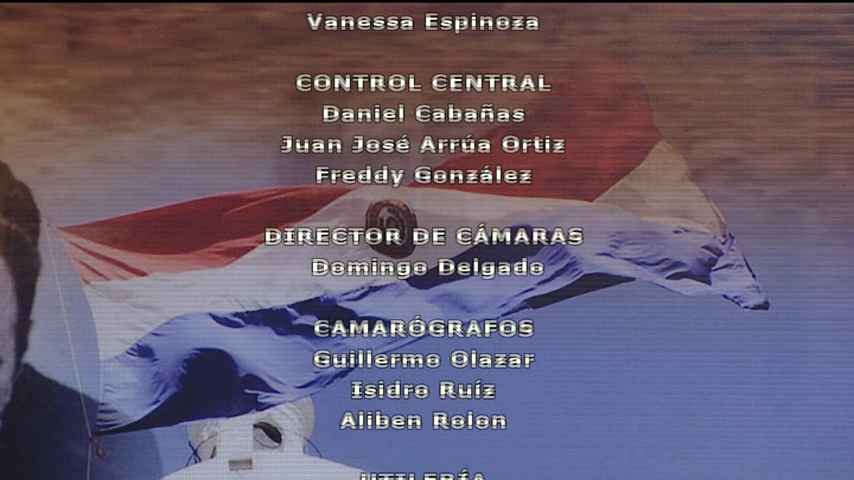 Vanessa Espinoza
CONTROL CENTRAL
Daniel Cabañas
Juan José Arrúa Ortiz
Freddy González
DIRECTOR DE CÁMARAS
Domingo Delgado
CAMARÓGRAFOS
Guillermo Olazar
Isidro Ruíz
Aliben Rolon
UTILERÍA